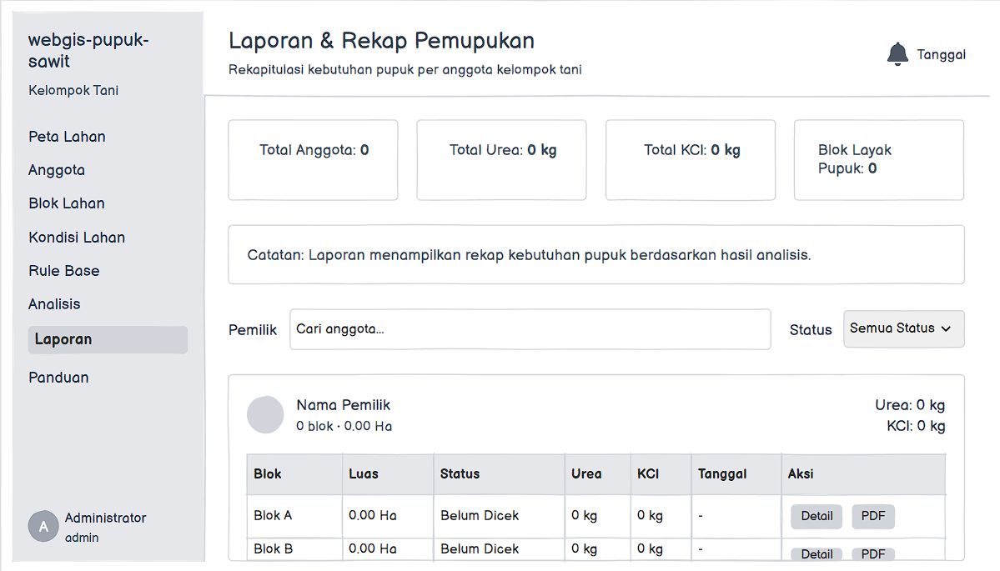 webgis-pupuk-
sawit
Kelompok Tani
Peta Lahan
Anggota
Blok Lahan
Kondisi Lahan
Rule Base
Analisis
Laporan
Panduan
A
Administrator
admin
Laporan & Rekap Pemupukan
Rekapitulasi kebutuhan pupuk per anggota kelompok tani
Tanggal
Total Anggota: 0
Total Urea: 0 kg
Total KCl: 0 kg
Blok Layak
Pupuk: 0
Catatan: Laporan menampilkan rekap kebutuhan pupuk berdasarkan hasil analisis.
Pemilik Cari anggota... Status Semua Status
Nama Pemilik
0 blok · 0.00 Ha
Urea: 0 kg
KCl: 0 kg
Blok Luas Status Urea KCl Tanggal Aksi
Blok A 0.00 Ha Belum Dicek 0 kg 0 kg - Detail PDF
Blok B 0.00 Ha Belum Dicek 0 kg 0 kg - Detail PDF